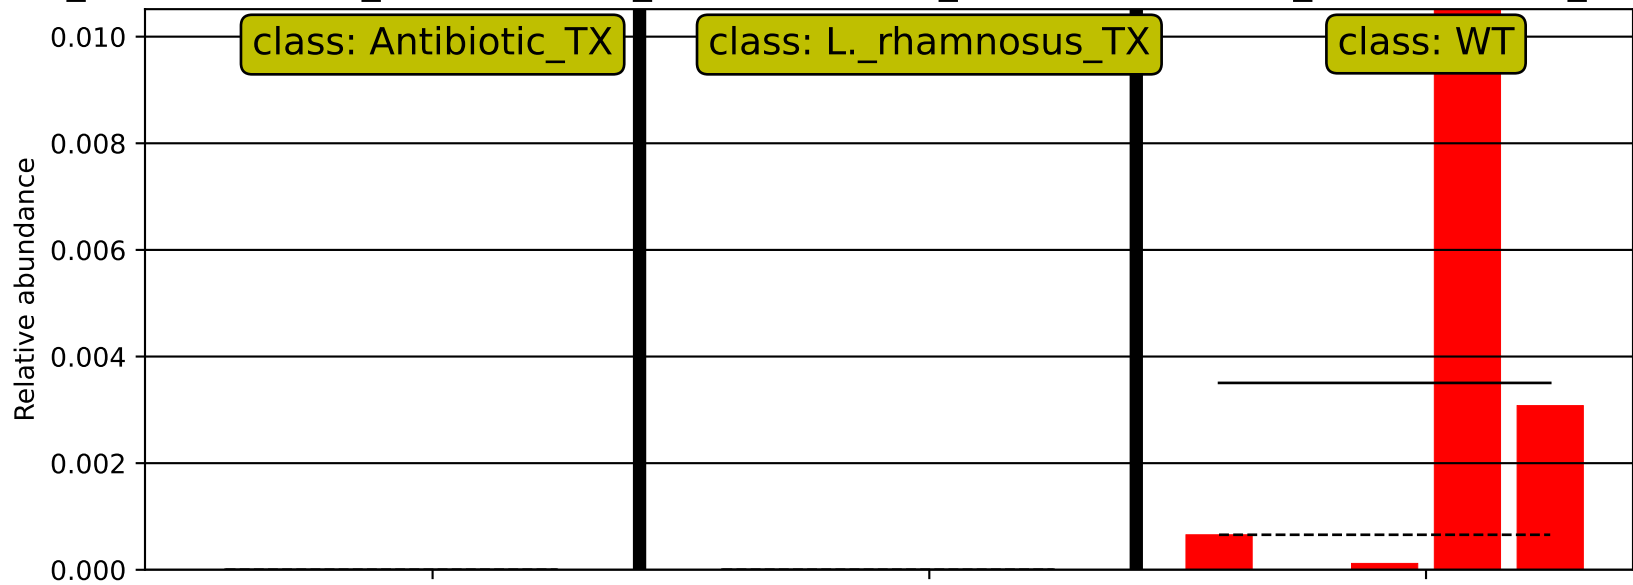 class: Antibiotic_TX
class: L._rhamnosus_TX
class: WT
0.010
0.008
0.006
0.004
0.002
0.000
Relative abundance